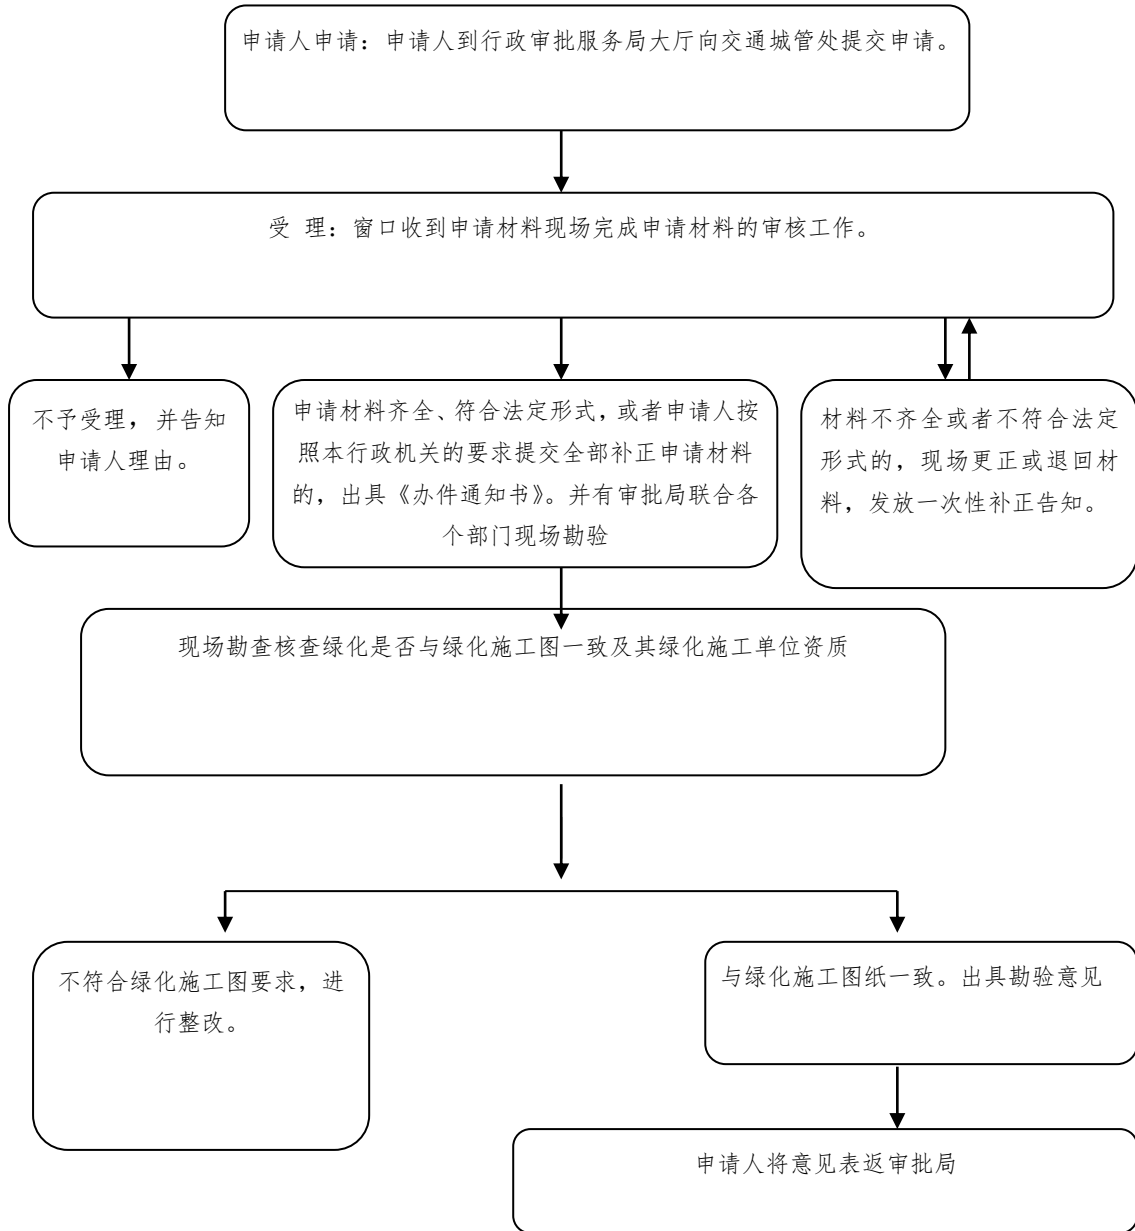 申请人申请：申请人到行政审批服务局大厅向交通城管处提交申请。
受 理：窗口收到申请材料现场完成申请材料的审核工作。
不予受理，并告知
申请人理由。
申请材料齐全、符合法定形式，或者申请人按
照本行政机关的要求提交全部补正申请材料
的，出具《办件通知书》。并有审批局联合各
个部门现场勘验
材料不齐全或者不符合法定
形式的，现场更正或退回材
料，发放一次性补正告知。
现场勘查核查绿化是否与绿化施工图一致及其绿化施工单位资质
不符合绿化施工图要求，进
行整改。
与绿化施工图纸一致。出具勘验意见
申请人将意见表返审批局